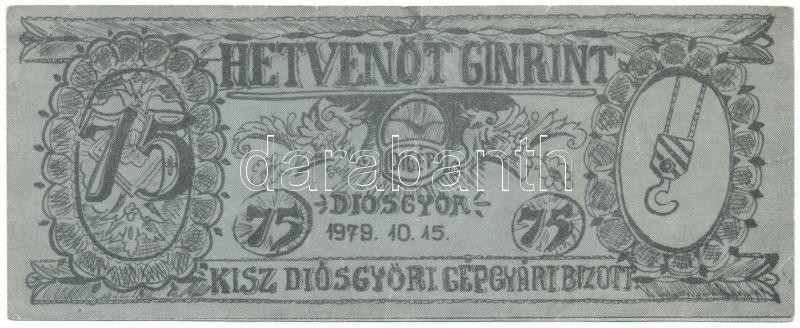 HETVENÖT GINRINT
75
darabanth
75 DIÓSGYŐR 75
1979. 10. 15.
KISZ DIÓSGYŐRI GÉPGYÁRI BIZOTT.